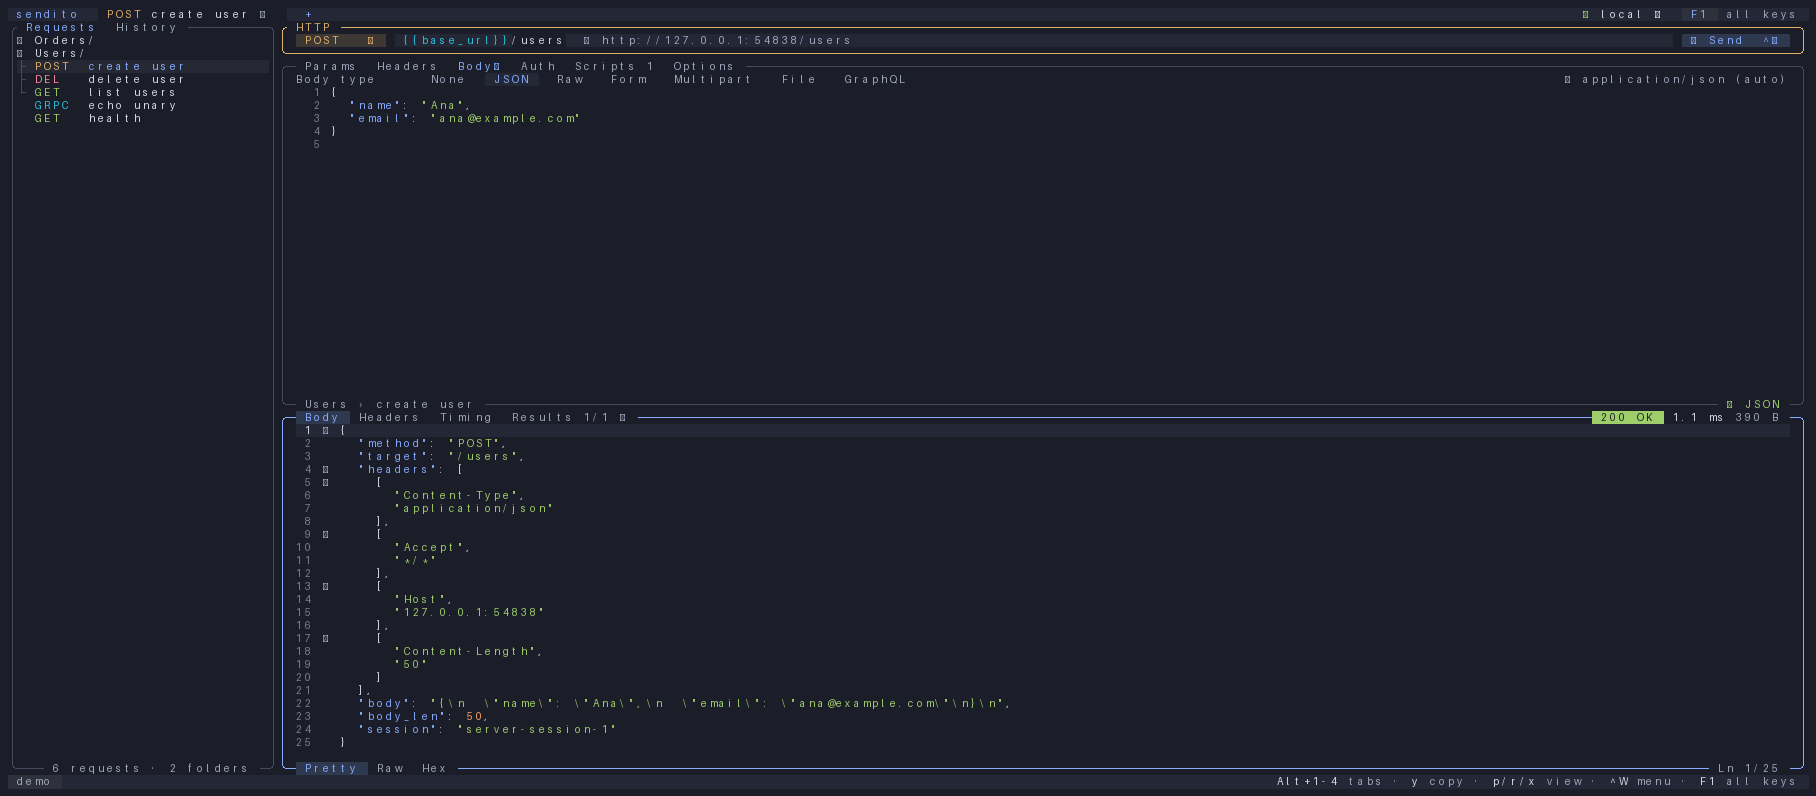 sendito POST create user + local F1 all keys
Requests History
Orders/
Users/
POST create user
DEL delete user
GET list users
GRPC echo unary
GET health
6 requests · 2 folders
HTTP
POST {{base_url}}/users http://127.0.0.1:54838/users Send
Params Headers Body Auth Scripts 1 Options
Body type None JSON Raw Form Multipart File GraphQL application/json (auto)
1 {
2 "name": "Ana",
3 "email": "ana@example.com"
4 }
5
Users › create user JSON
Body Headers Timing Results 1/1 200 OK 1.1 ms 390 B
1 {
2 "method": "POST",
3 "target": "/users",
4 "headers": [
5 [
6 "Content-Type",
7 "application/json"
8 ],
9 [
10 "Accept",
11 "*/*"
12 ],
13 [
14 "Host",
15 "127.0.0.1:54838"
16 ],
17 [
18 "Content-Length",
19 "50"
20 ]
21 ],
22 "body": "{\n  \"name\": \"Ana\",\n  \"email\": \"ana@example.com\"\n}\n",
23 "body_len": 50,
24 "session": "server-session-1"
25 }
Pretty Raw Hex Ln 1/25
demo Alt+1-4 tabs · y copy · p/r/x view · ^W menu · F1 all keys